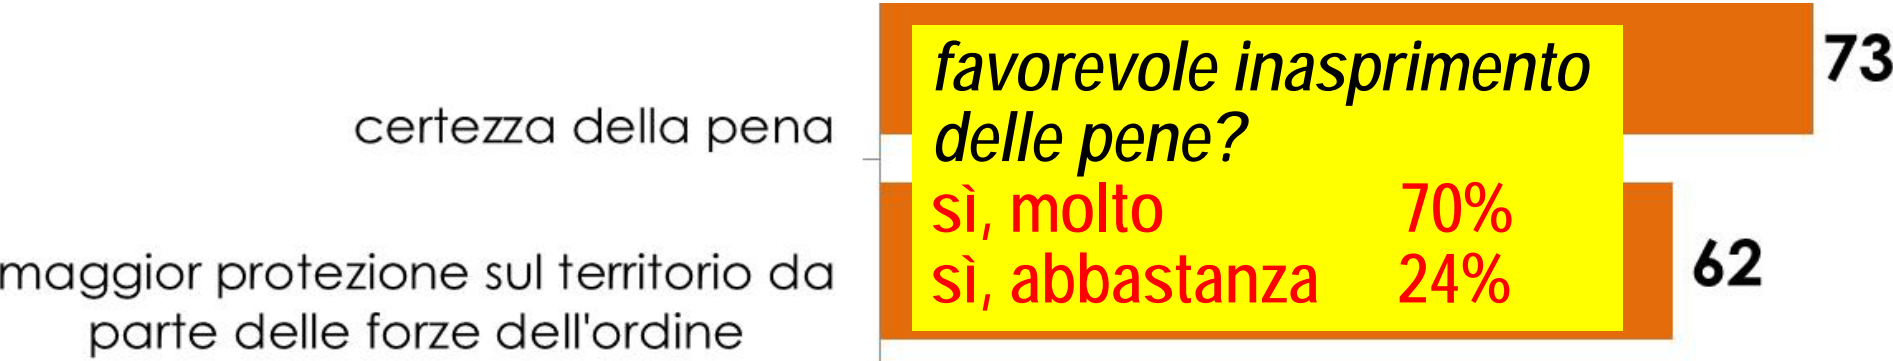 certezza della pena
73
favorevole inasprimento
delle pene?
sì, molto 70%
sì, abbastanza 24%
maggior protezione sul territorio da
parte delle forze dell'ordine
62